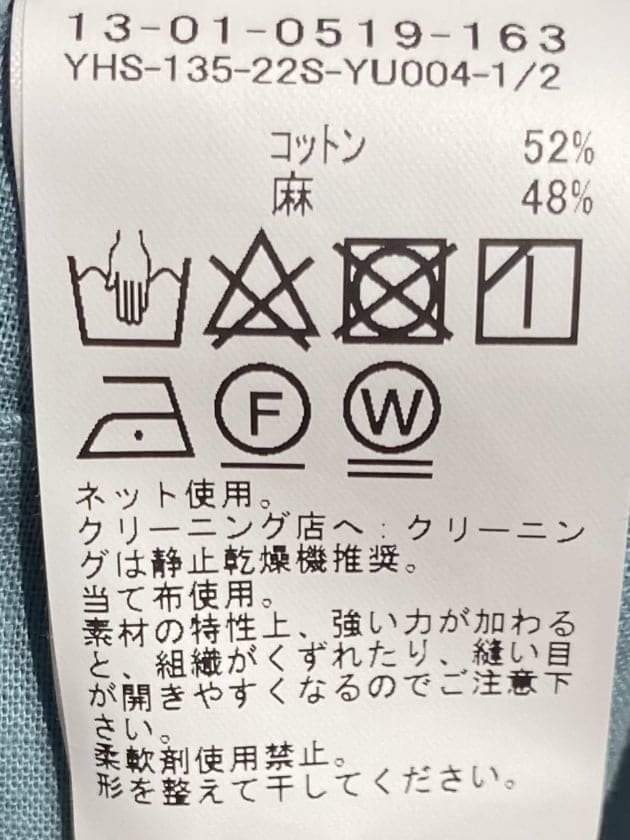 13-01-0519-163
YHS-135-22S-YU004-1/2
コットン 52%
麻 48%
F W
ネット使用。
クリーニング店へ:クリーニン
グは静止乾燥機推奨。
当て布使用。
素材の特性上、強い力が加わる
と、組織がくずれたり、縫い目
が開きやすくなるのでご注意下
さい。
柔軟剤使用禁止。
形を整えて干してください。